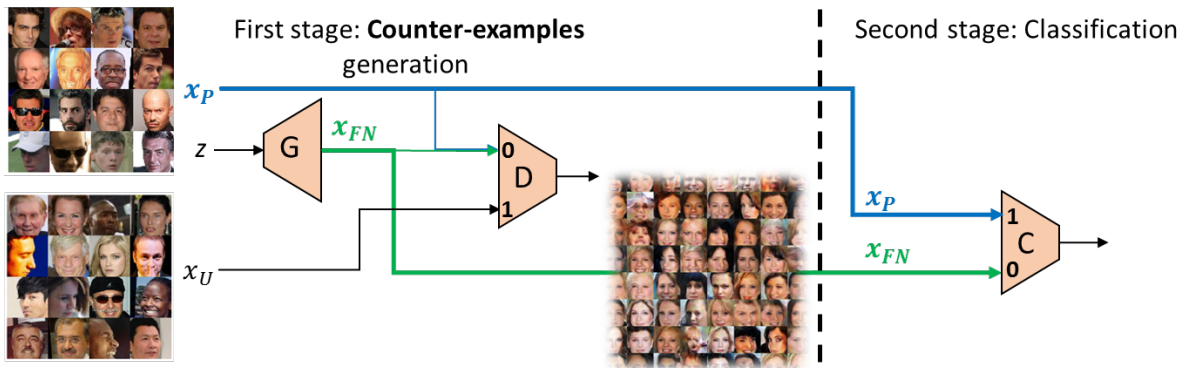 First stage: Counter-examples
generation
Second stage: Classification
x_P
z
G
x_FN
0
D
1
x_U
x_P
x_FN
1
C
0